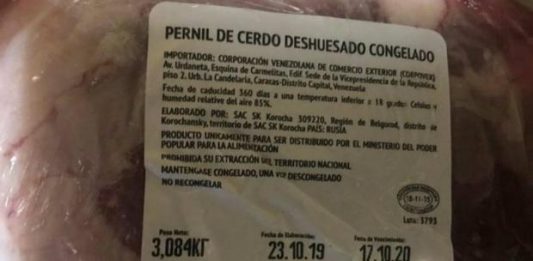 PERNIL DE CERDO DESHUESADO CONGELADO
IMPORTADOR: CORPORACIÓN VENEZOLANA DE COMERCIO EXTERIOR (CORPOVEX)
Av. Urdaneta, Esquina de Carmelitas, Edif. Sede de la Vicepresidencia de la República,
piso 2. Urb. La Candelaria, Caracas-Distrito Capital, Venezuela
Fecha de caducidad 360 días a una temperatura inferior a 18 grados Celsius y
humedad relative del aire 85%.
ELABORADO POR: SAC SK Korocha 309220, Región de Belgorod, distrito de
Korochansky, territorio de SAC SK Korocha PAÍS: RUSIA
PRODUCTO UNICAMENTE PARA SER DISTRIBUIDO POR EL MINISTERIO DEL PODER
POPULAR PARA LA ALIMENTACIÓN
PROHIBIDA SU EXTRACCIÓN DEL TERRITORIO NACIONAL
MANTENGASE CONGELADO, UNA VEZ DESCONGELADO
NO RECONGELAR
Lote: 5793
Peso Neto: Fecha de Elaboración: Fecha de Vencimiento:
3,084КГ 23.10.19 17.10.20